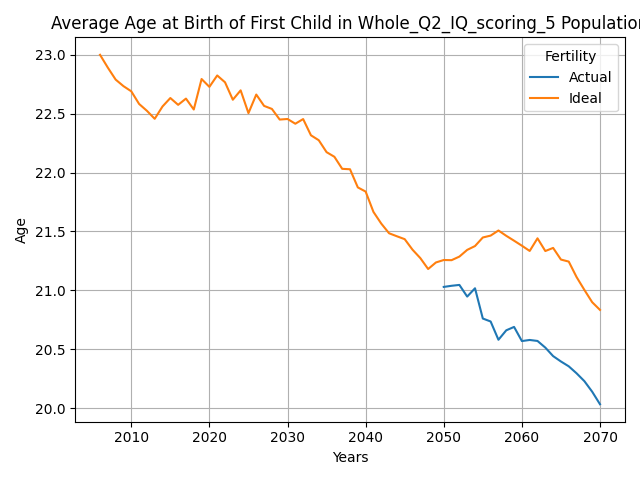 Average Age at Birth of First Child in Whole_Q2_IQ_scoring_5 Population
Fertility
Actual
Ideal
23.0
22.5
22.0
21.5
21.0
20.5
20.0
Age
2010 2020 2030 2040 2050 2060 2070
Years